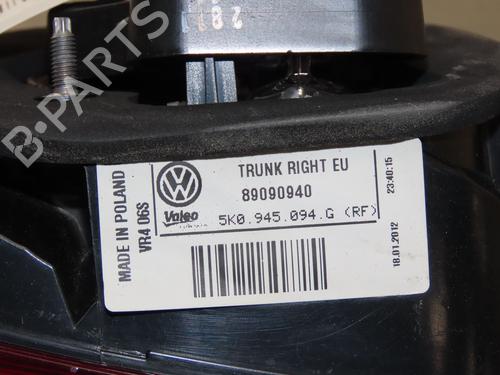 B-PARTS
MADE IN POLAND
VR4 06S
Valeo
TRUNK RIGHT EU
89090940
5K0.945.094.G (RF)
23:40:15
18.01.2012